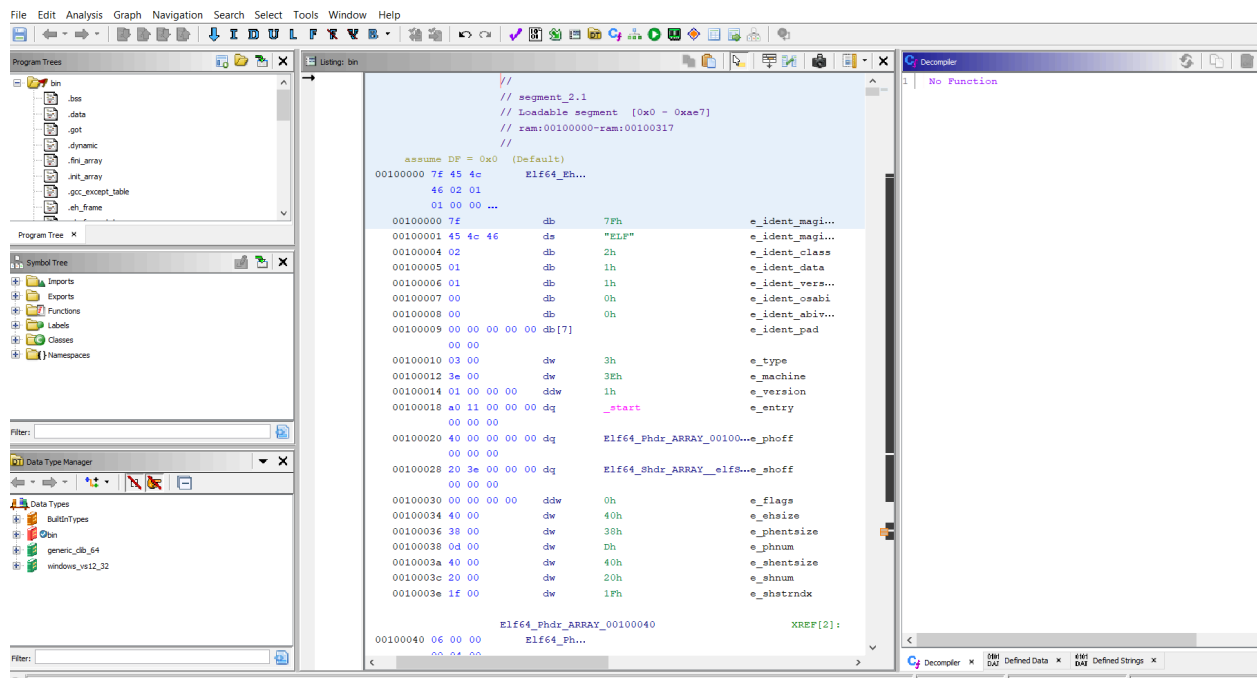 File Edit Analysis Graph Navigation Search Select Tools Window Help
I D U L F R V B
Program Trees
bin
.bss
.data
.got
.dynamic
.fini_array
.init_array
.gcc_except_table
.eh_frame
Program Tree ×
Symbol Tree
Imports
Exports
Functions
Labels
Classes
Namespaces
Filter:
Data Type Manager
Data Types
BuiltInTypes
bin
generic_clib_64
windows_vs12_32
Filter:
Listing: bin
//
// segment_2.1
// Loadable segment [0x0 - 0xae7]
// ram:00100000-ram:00100317
//
assume DF = 0x0 (Default)
00100000 7f 45 4c Elf64_Eh...
46 02 01
01 00 00 ...
00100000 7f db 7Fh e_ident_magi...
00100001 45 4c 46 ds "ELF" e_ident_magi...
00100004 02 db 2h e_ident_class
00100005 01 db 1h e_ident_data
00100006 01 db 1h e_ident_vers...
00100007 00 db 0h e_ident_osabi
00100008 00 db 0h e_ident_abiv...
00100009 00 00 00 00 00 db[7] e_ident_pad
00 00
00100010 03 00 dw 3h e_type
00100012 3e 00 dw 3Eh e_machine
00100014 01 00 00 00 ddw 1h e_version
00100018 a0 11 00 00 00 dq _start e_entry
00 00 00
00100020 40 00 00 00 00 dq Elf64_Phdr_ARRAY_00100...e_phoff
00 00 00
00100028 20 3e 00 00 00 dq Elf64_Shdr_ARRAY__elfS...e_shoff
00 00 00
00100030 00 00 00 00 ddw 0h e_flags
00100034 40 00 dw 40h e_ehsize
00100036 38 00 dw 38h e_phentsize
00100038 0d 00 dw Dh e_phnum
0010003a 40 00 dw 40h e_shentsize
0010003c 20 00 dw 20h e_shnum
0010003e 1f 00 dw 1Fh e_shstrndx
Elf64_Phdr_ARRAY_00100040 XREF[2]:
00100040 06 00 00 Elf64_Ph...
00 04 00
Decompiler
1 No Function
Decompiler × Defined Data × Defined Strings ×